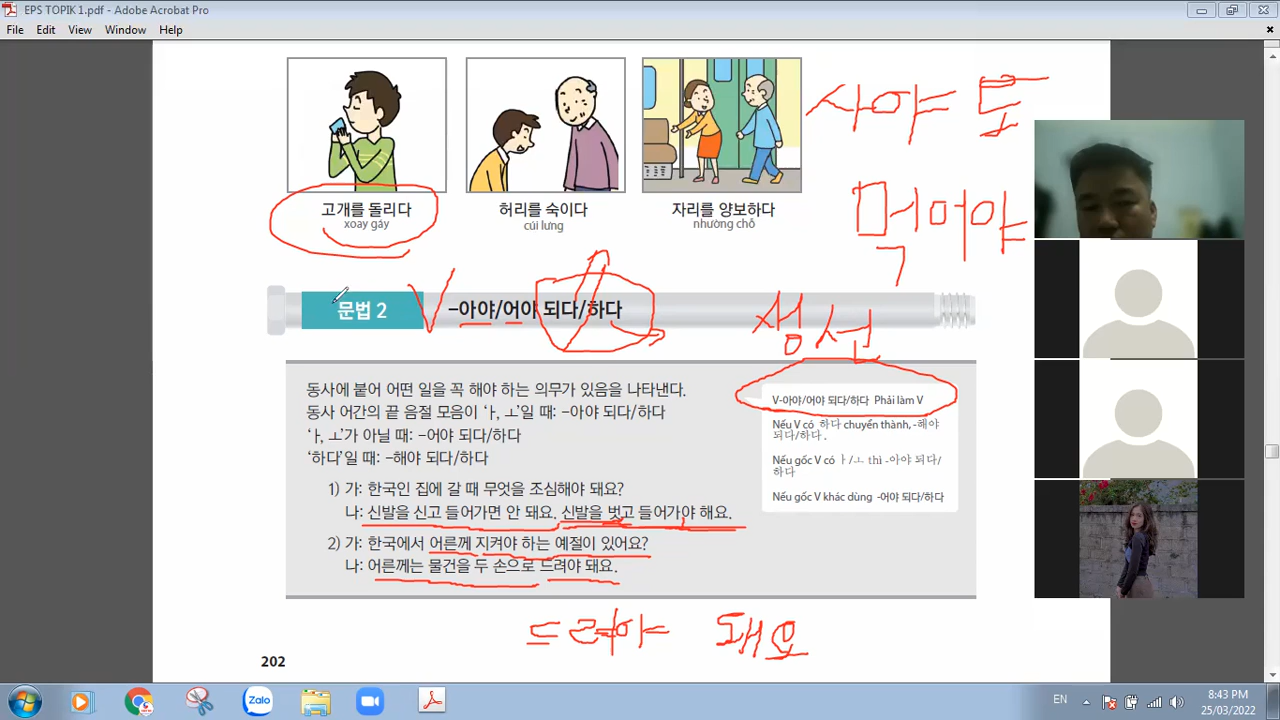 EPS TOPIK 1.pdf - Adobe Acrobat Pro
File Edit View Window Help
사야 토
고개를 돌리다
xoay gáy
허리를 숙이다
cúi lưng
자리를 양보하다
nhường chỗ
먹어야
문법 2
V
-아야/어야 되다/하다
생선
동사에 붙어 어떤 일을 꼭 해야 하는 의무가 있음을 나타낸다.
동사 어간의 끝 음절 모음이 'ㅏ, ㅗ'일 때: -아야 되다/하다
'ㅏ, ㅗ'가 아닐 때: -어야 되다/하다
'하다'일 때: -해야 되다/하다
V-아야/어야 되다/하다 Phải làm V
Nếu V có 하다 chuyển thành, -해야
되다/하다 .
Nếu gốc V có ㅏ/ㅗ thì -아야 되다/
하다
Nếu gốc V khác dùng -어야 되다/하다
1) 가: 한국인 집에 갈 때 무엇을 조심해야 돼요?
나: 신발을 신고 들어가면 안 돼요. 신발을 벗고 들어가야 해요.
2) 가: 한국에서 어른께 지켜야 하는 예절이 있어요?
나: 어른께는 물건을 두 손으로 드려야 돼요.
드려야 돼요
202
Zalo
EN
8:43 PM
25/03/2022